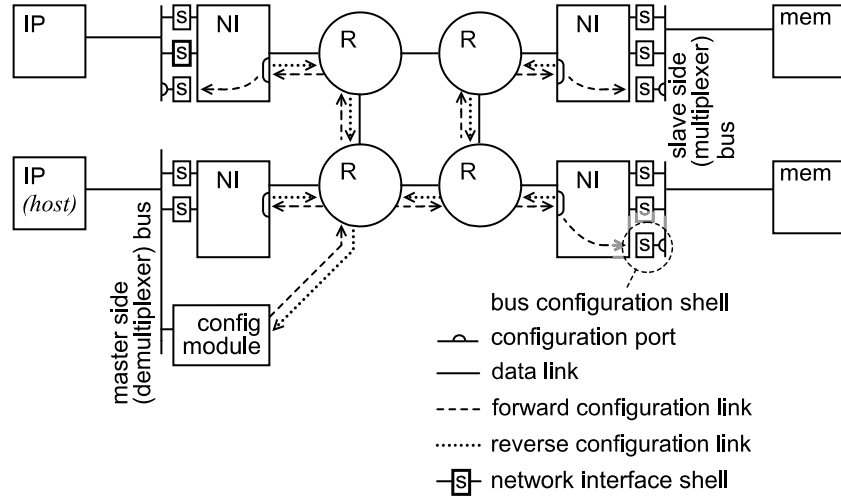 IP
S
NI
R
R
NI
S
mem
S
S
S
S
slave side
(multiplexer)
bus
IP
(host)
S
S
NI
R
R
NI
S
S
S
mem
master side
(demultiplexer) bus
config
module
bus configuration shell
configuration port
data link
forward configuration link
reverse configuration link
S network interface shell